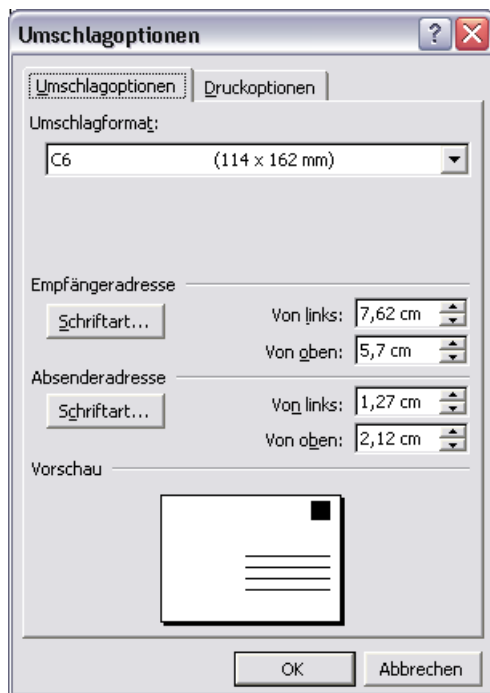 Umschlagoptionen
Umschlagoptionen Druckoptionen
Umschlagformat:
C6 (114 x 162 mm)
Empfängeradresse
Schriftart... Von links: 7,62 cm
Von oben: 5,7 cm
Absenderadresse
Schriftart... Von links: 1,27 cm
Von oben: 2,12 cm
Vorschau
OK Abbrechen